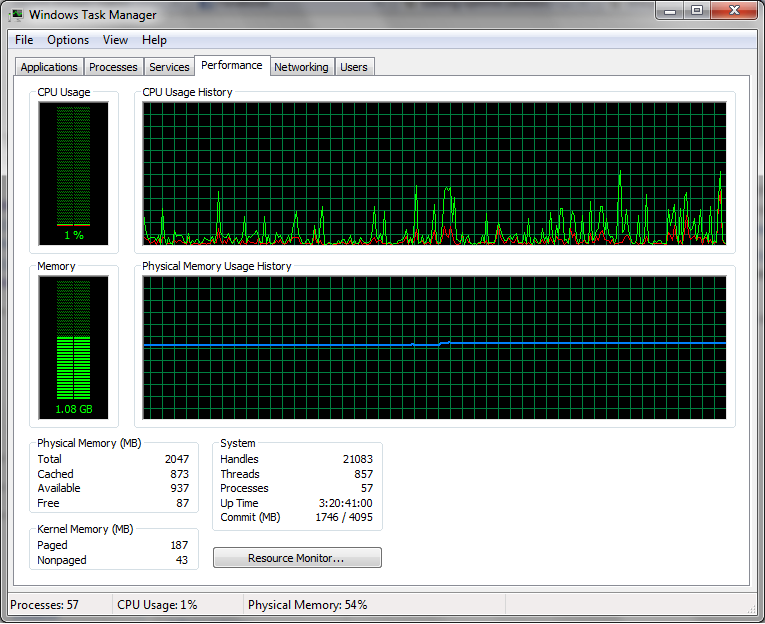 Windows Task Manager
File Options View Help
Applications Processes Services Performance Networking Users
CPU Usage
1 %
CPU Usage History
Memory
1.08 GB
Physical Memory Usage History
Physical Memory (MB)
Total 2047
Cached 873
Available 937
Free 87
Kernel Memory (MB)
Paged 187
Nonpaged 43
System
Handles 21083
Threads 857
Processes 57
Up Time 3:20:41:00
Commit (MB) 1746 / 4095
Resource Monitor...
Processes: 57 CPU Usage: 1% Physical Memory: 54%